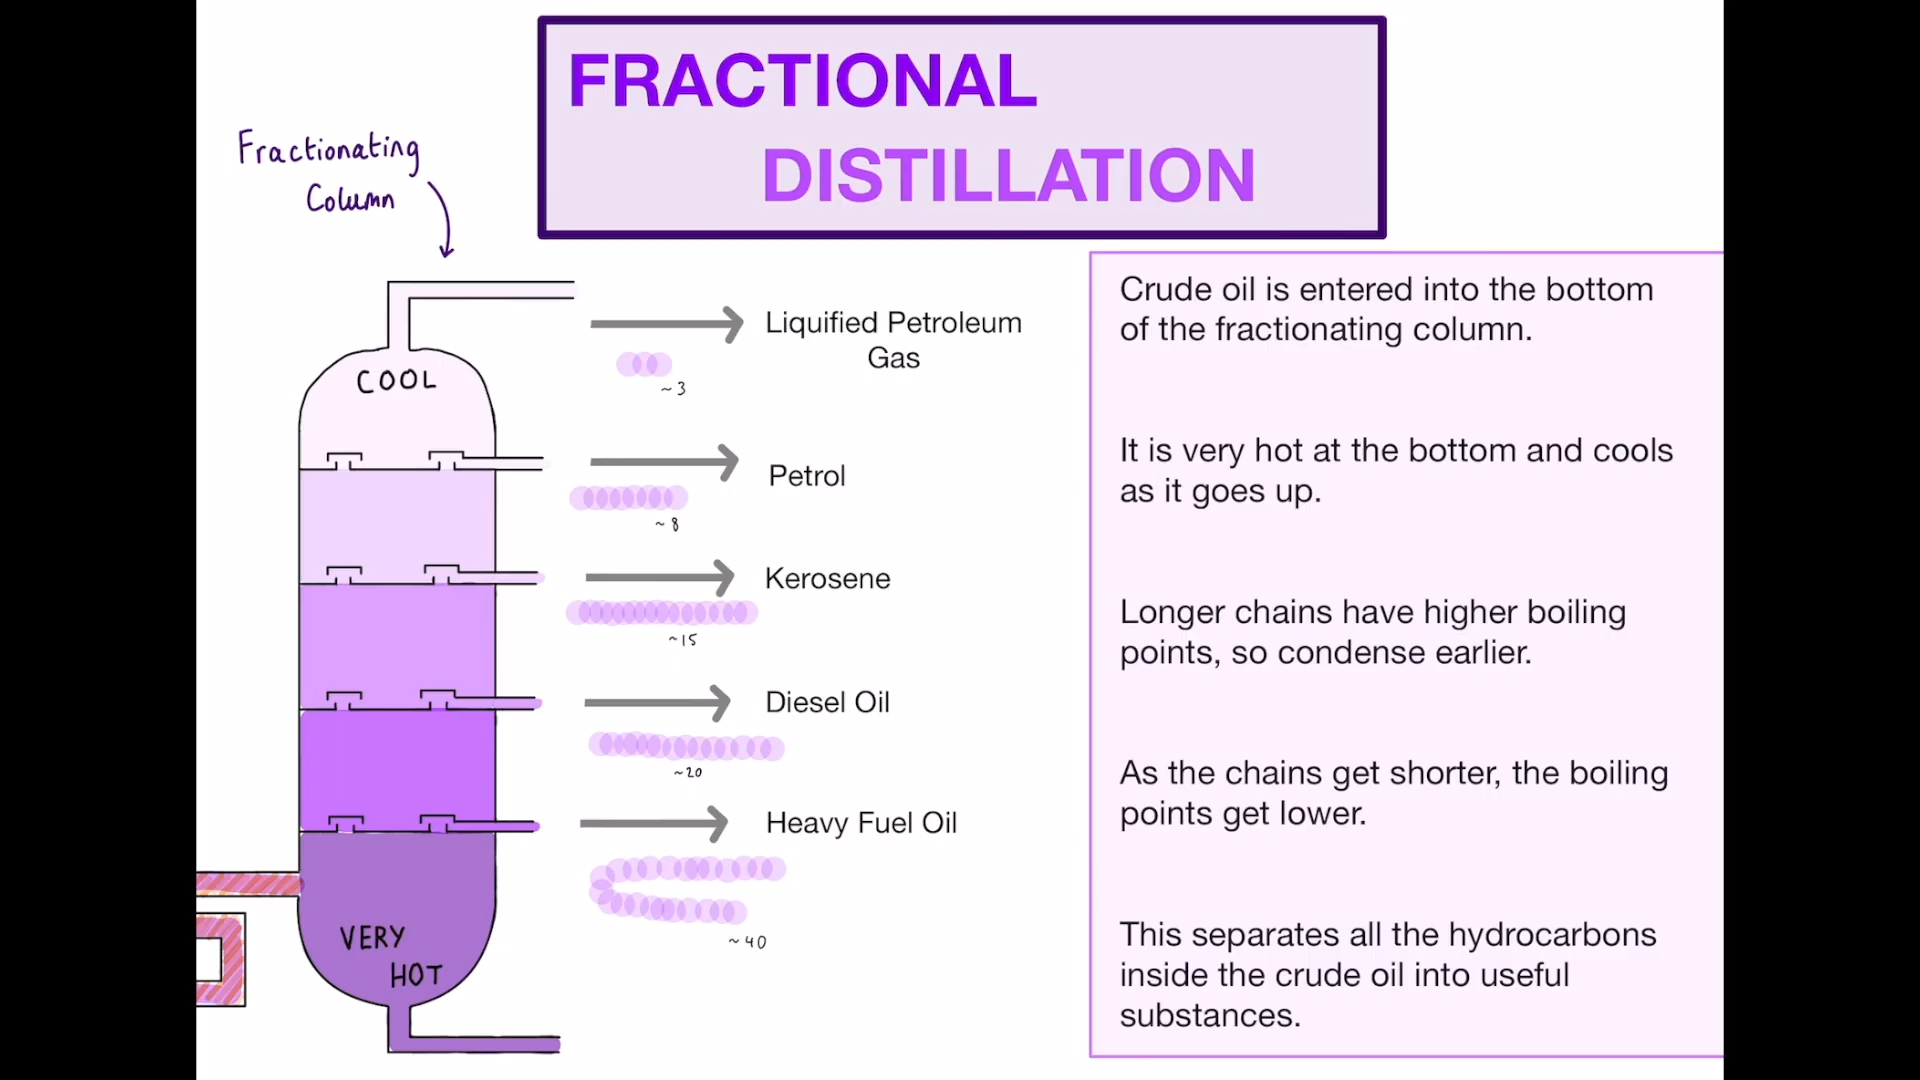 FRACTIONAL
DISTILLATION
Fractionating
Column
COOL
VERY
HOT
Liquified Petroleum
Gas
~3
Petrol
~8
Kerosene
~15
Diesel Oil
~20
Heavy Fuel Oil
~40
Crude oil is entered into the bottom
of the fractionating column.
It is very hot at the bottom and cools
as it goes up.
Longer chains have higher boiling
points, so condense earlier.
As the chains get shorter, the boiling
points get lower.
This separates all the hydrocarbons
inside the crude oil into useful
substances.